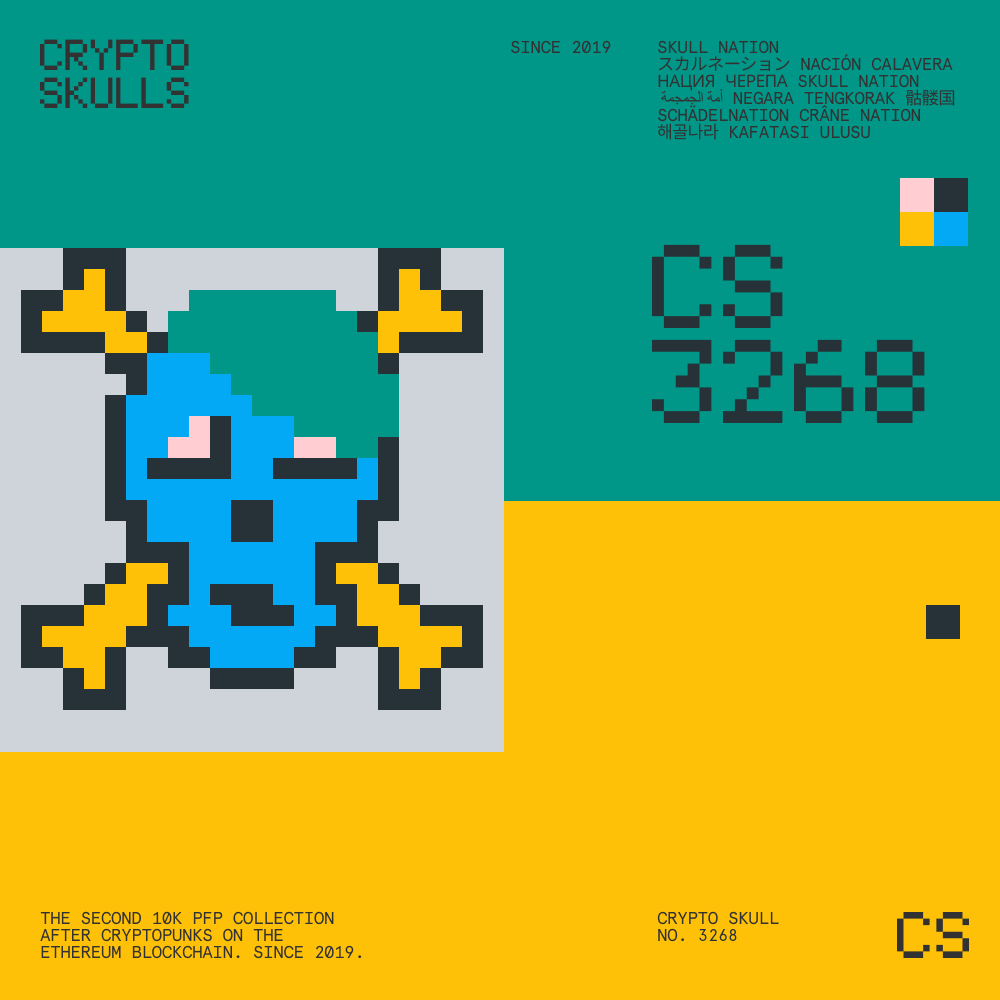 CRYPTO
SKULLS
SINCE 2019
SKULL NATION
スカルネーション NACIÓN CALAVERA
НАЦИЯ ЧЕРЕПА SKULL NATION
أمة الجمجمة NEGARA TENGKORAK 骷髅国
SCHÄDELNATION CRÂNE NATION
해골나라 KAFATASI ULUSU
CS
3268
THE SECOND 10K PFP COLLECTION
AFTER CRYPTOPUNKS ON THE
ETHEREUM BLOCKCHAIN. SINCE 2019.
CRYPTO SKULL
NO. 3268
CS